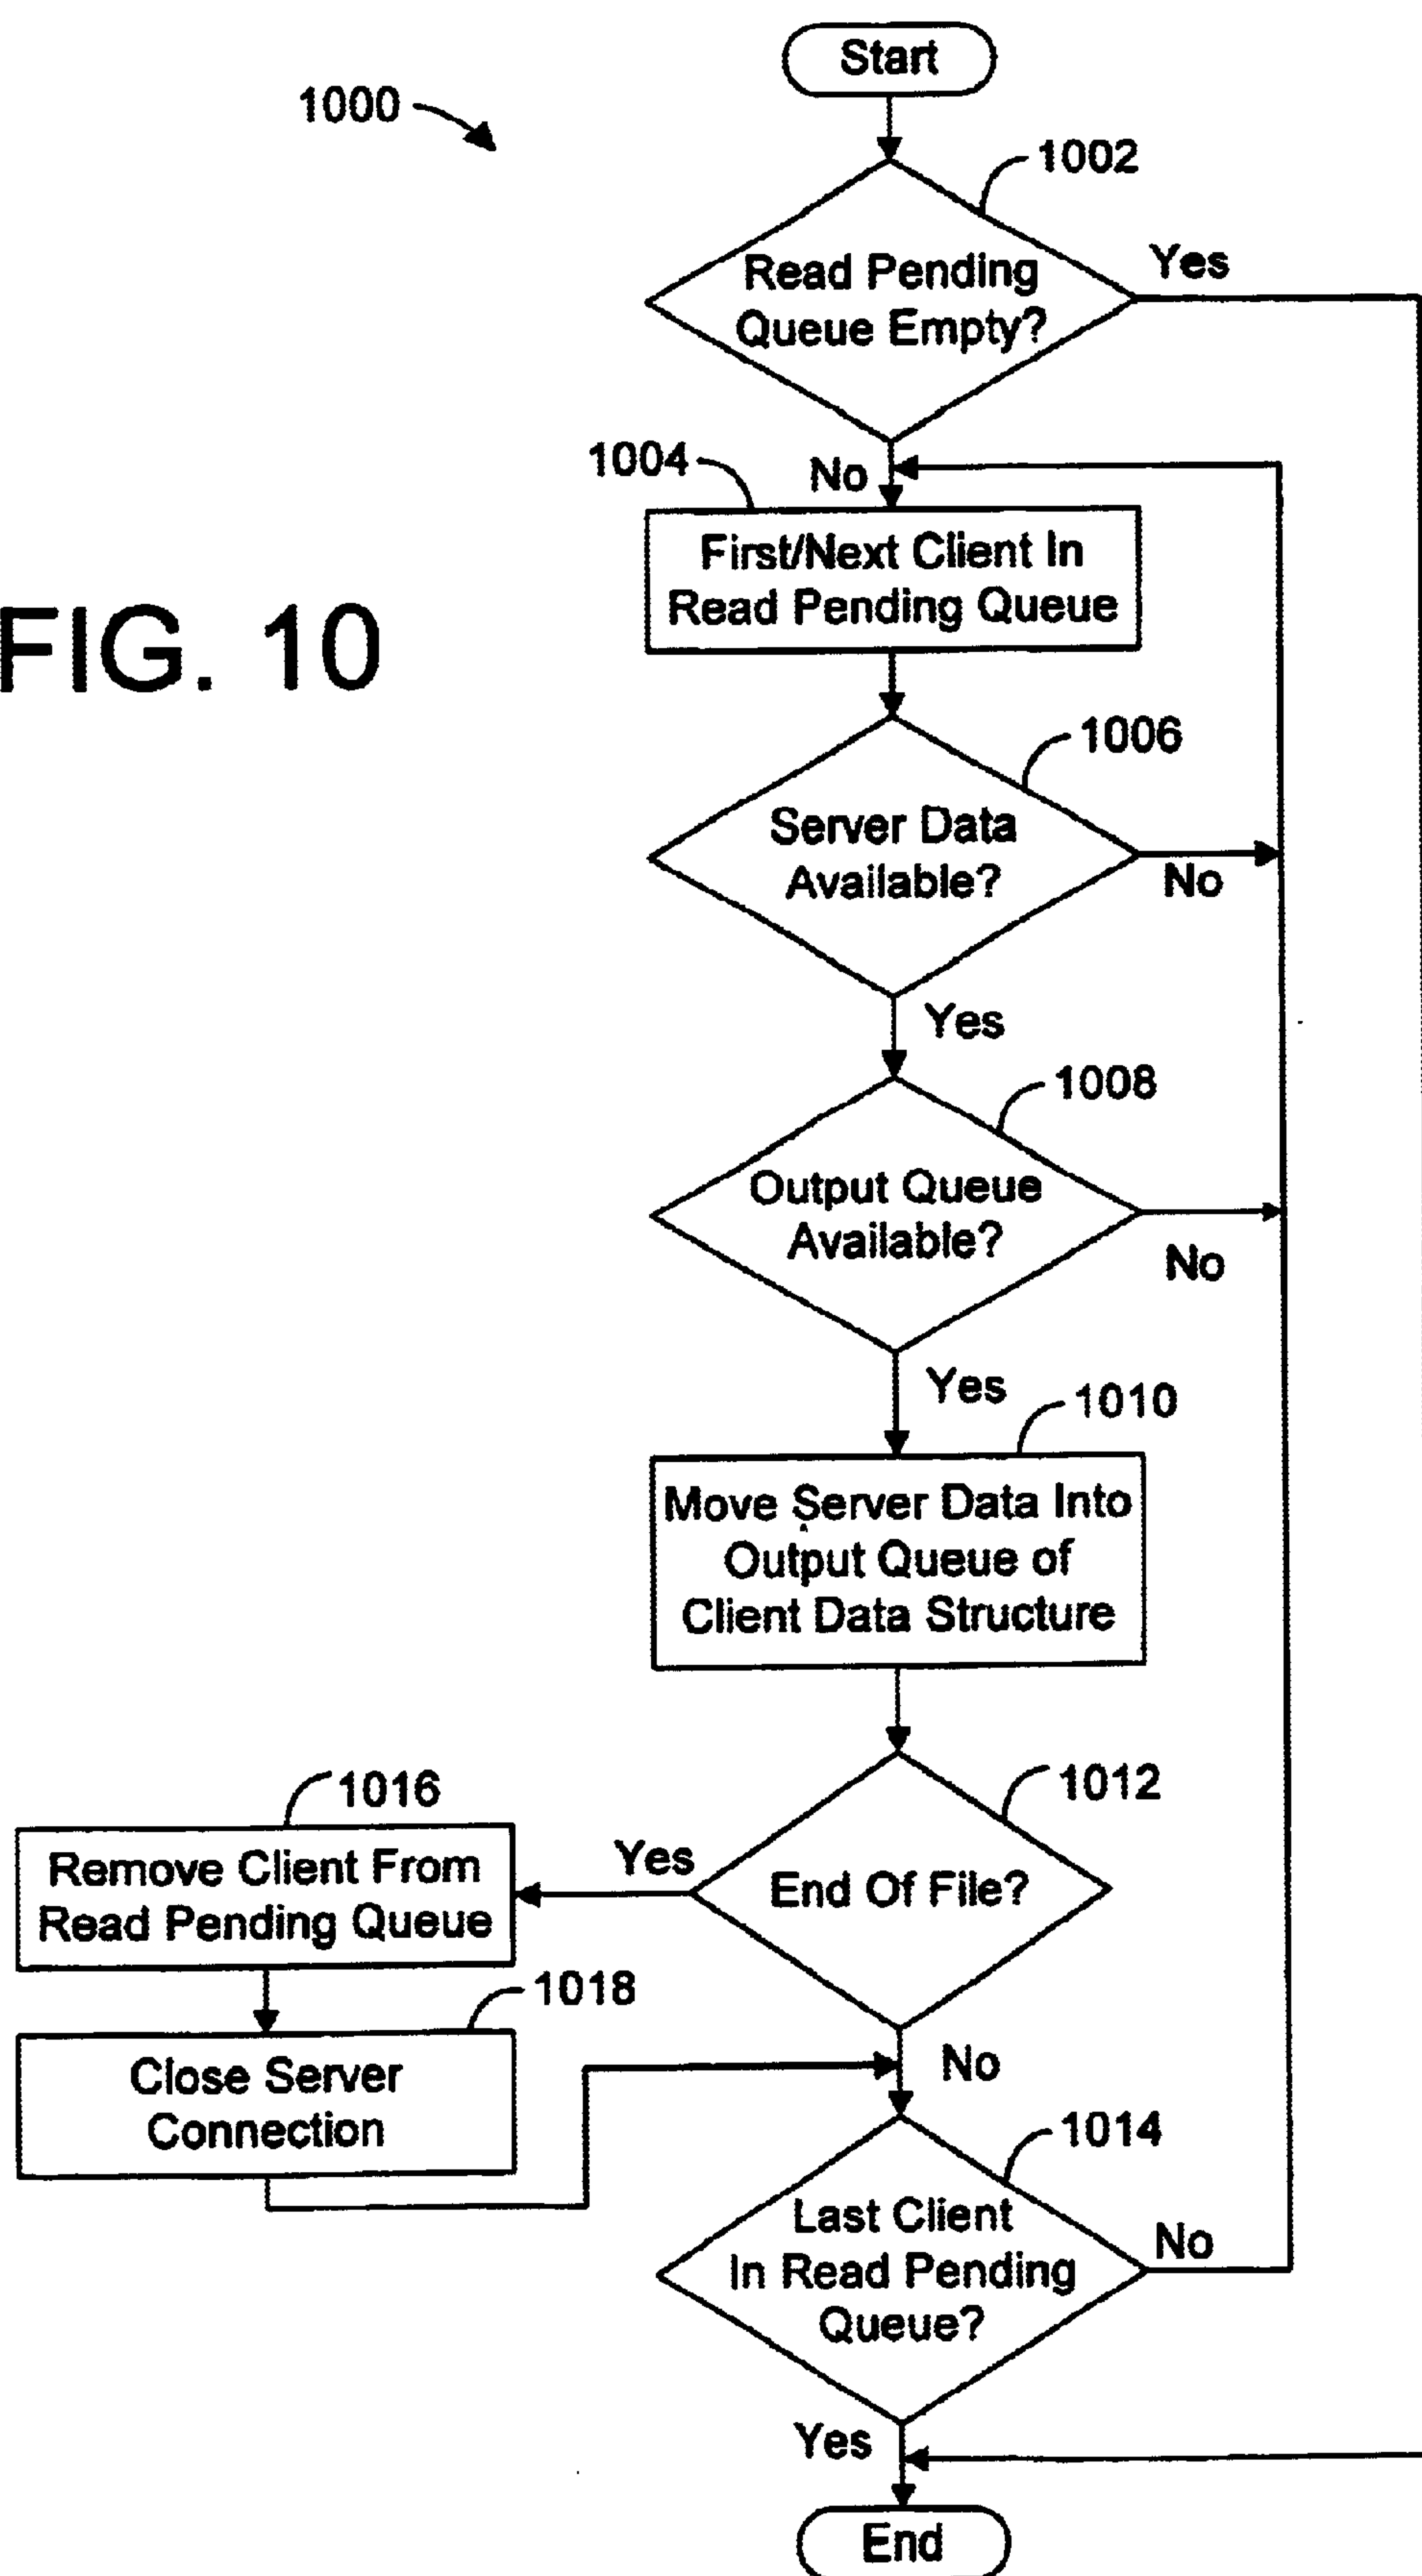 Start
1000
1002
Read Pending
Queue Empty?
Yes
No
1004
First/Next Client In
Read Pending Queue
FIG. 10
1006
Server Data
Available?
No
Yes
1008
Output Queue
Available?
No
Yes
1010
Move Server Data Into
Output Queue of
Client Data Structure
1012
End Of File?
Yes
1016
Remove Client From
Read Pending Queue
1018
Close Server
Connection
No
1014
Last Client
In Read Pending
Queue?
No
Yes
End